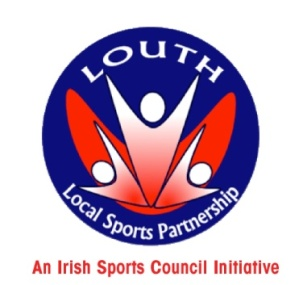 LOUTH
Local Sports Partnership
An Irish Sports Council Initiative